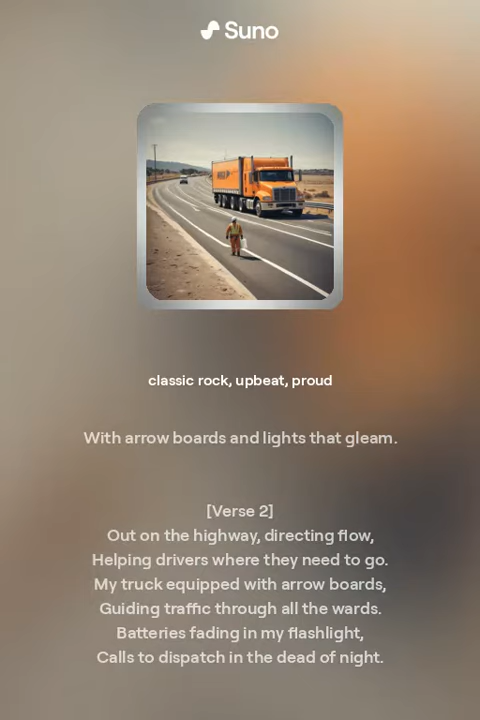 Suno
classic rock, upbeat, proud
With arrow boards and lights that gleam.
[Verse 2]
Out on the highway, directing flow,
Helping drivers where they need to go.
My truck equipped with arrow boards,
Guiding traffic through all the wards.
Batteries fading in my flashlight,
Calls to dispatch in the dead of night.